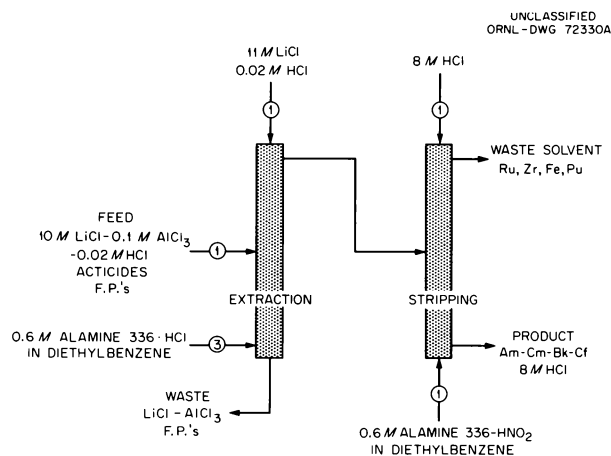 UNCLASSIFIED
ORNL-DWG 72330A
11 M LiCl
0.02 M HCl
8 M HCl
1
1
WASTE SOLVENT
Ru, Zr, Fe, Pu
FEED
10 M LiCl-0.1 M AlCl3
-0.02 M HCl
ACTICIDES
F.P.'s
1
EXTRACTION
STRIPPING
0.6 M ALAMINE 336·HCl
IN DIETHYLBENZENE
3
PRODUCT
Am-Cm-Bk-Cf
8 M HCl
WASTE
LiCl-AlCl3
F.P.'s
1
0.6 M ALAMINE 336-HNO2
IN DIETHYLBENZENE